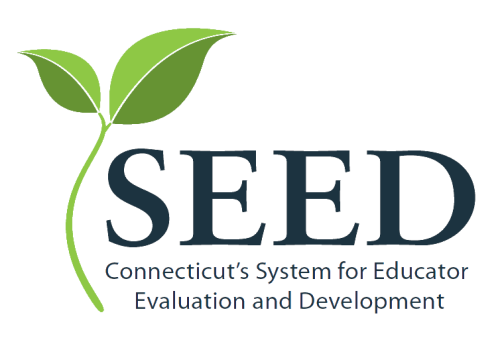 SEED
Connecticut's System for Educator
Evaluation and Development